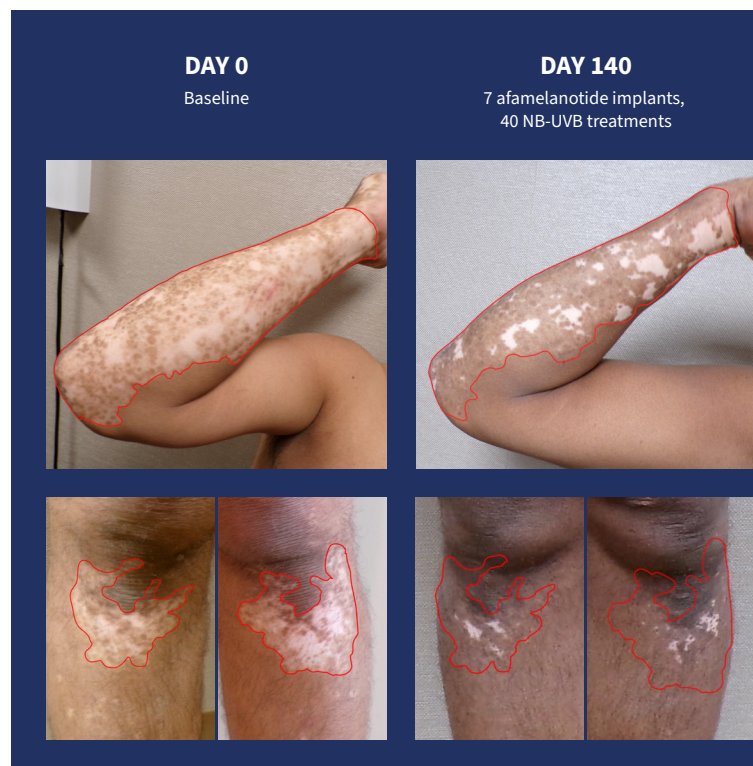 DAY 0
Baseline
DAY 140
7 afamelanotide implants,
40 NB-UVB treatments